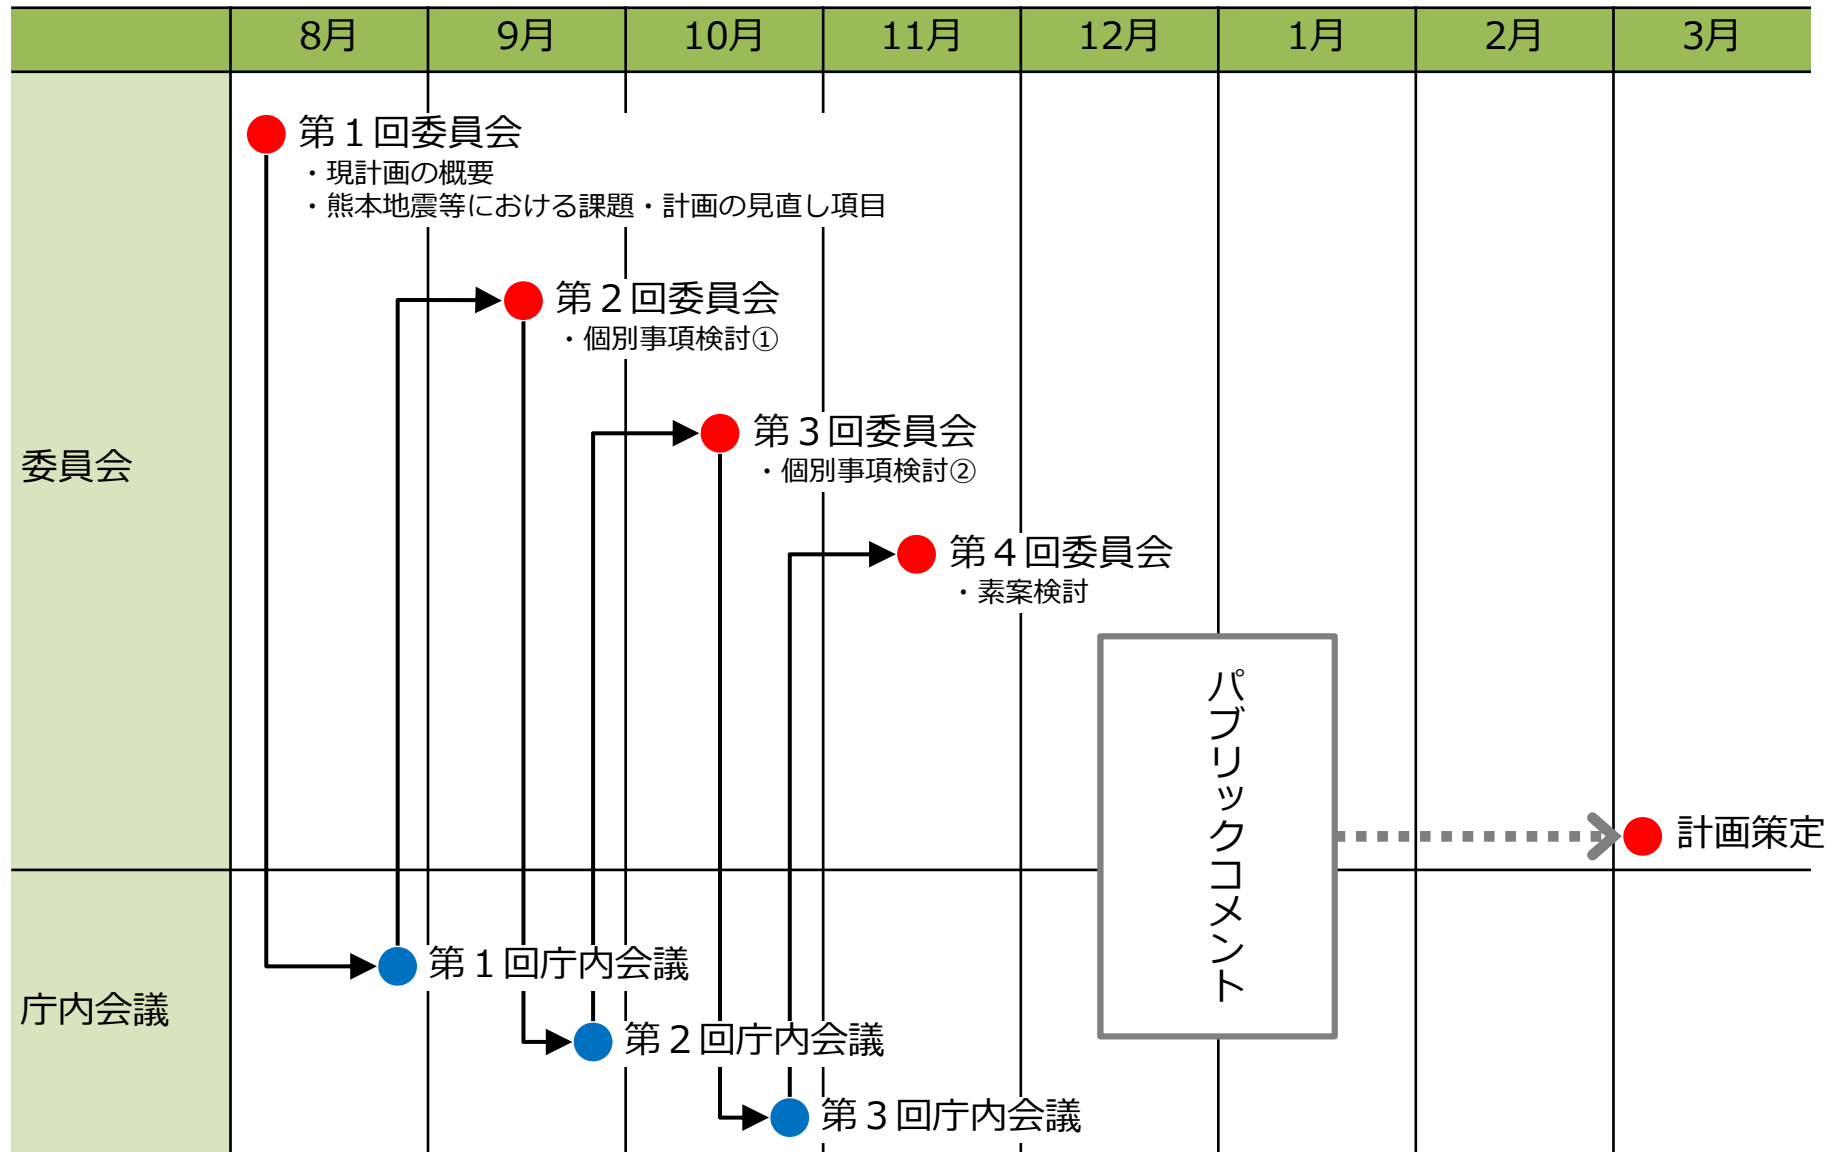 8月 9月 10月 11月 12月 1月 2月 3月
委員会
第１回委員会
・現計画の概要
・熊本地震等における課題・計画の見直し項目
第２回委員会
・個別事項検討①
第３回委員会
・個別事項検討②
第４回委員会
・素案検討
パブリックコメント
計画策定
庁内会議
第１回庁内会議
第２回庁内会議
第３回庁内会議